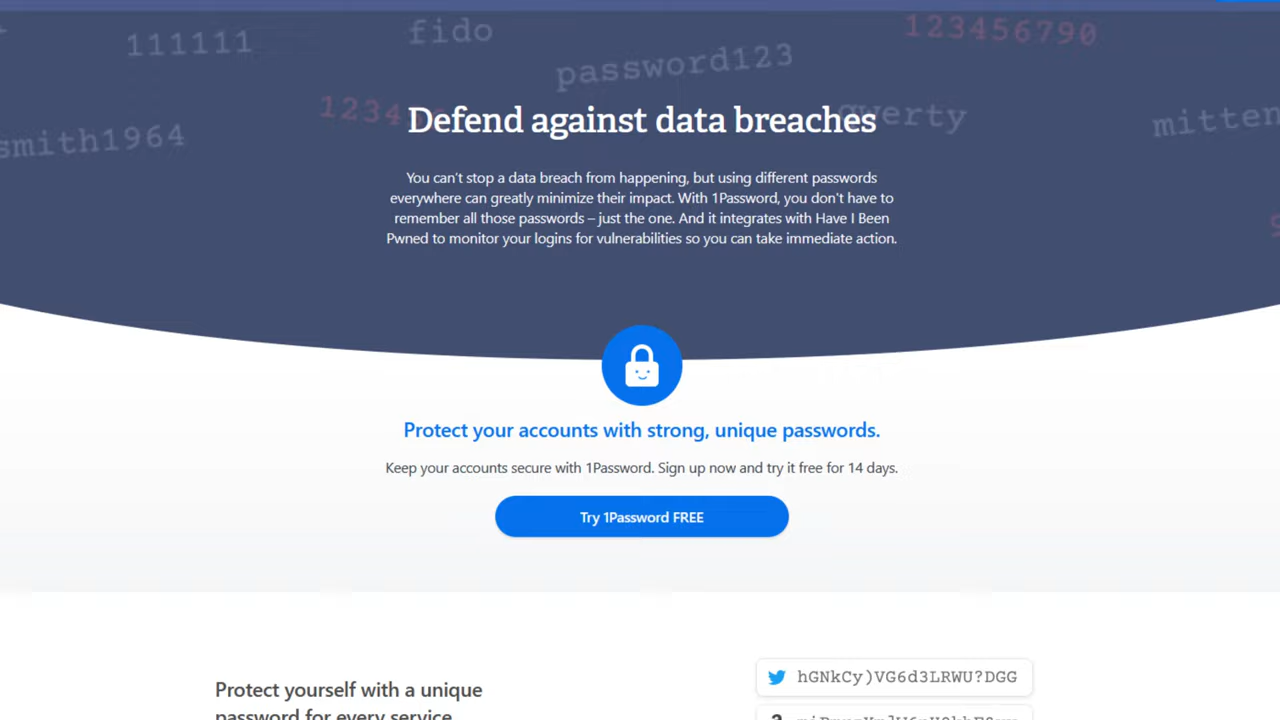 111111
fido
123456790
password123
1234
qwerty
mitten
smith1964
Defend against data breaches
You can't stop a data breach from happening, but using different passwords
everywhere can greatly minimize their impact. With 1Password, you don't have to
remember all those passwords – just the one. And it integrates with Have I Been
Pwned to monitor your logins for vulnerabilities so you can take immediate action.
Protect your accounts with strong, unique passwords.
Keep your accounts secure with 1Password. Sign up now and try it free for 14 days.
Try 1Password FREE
hGNkCy)VG6d3LRWU?DGG
Protect yourself with a unique
password for every service